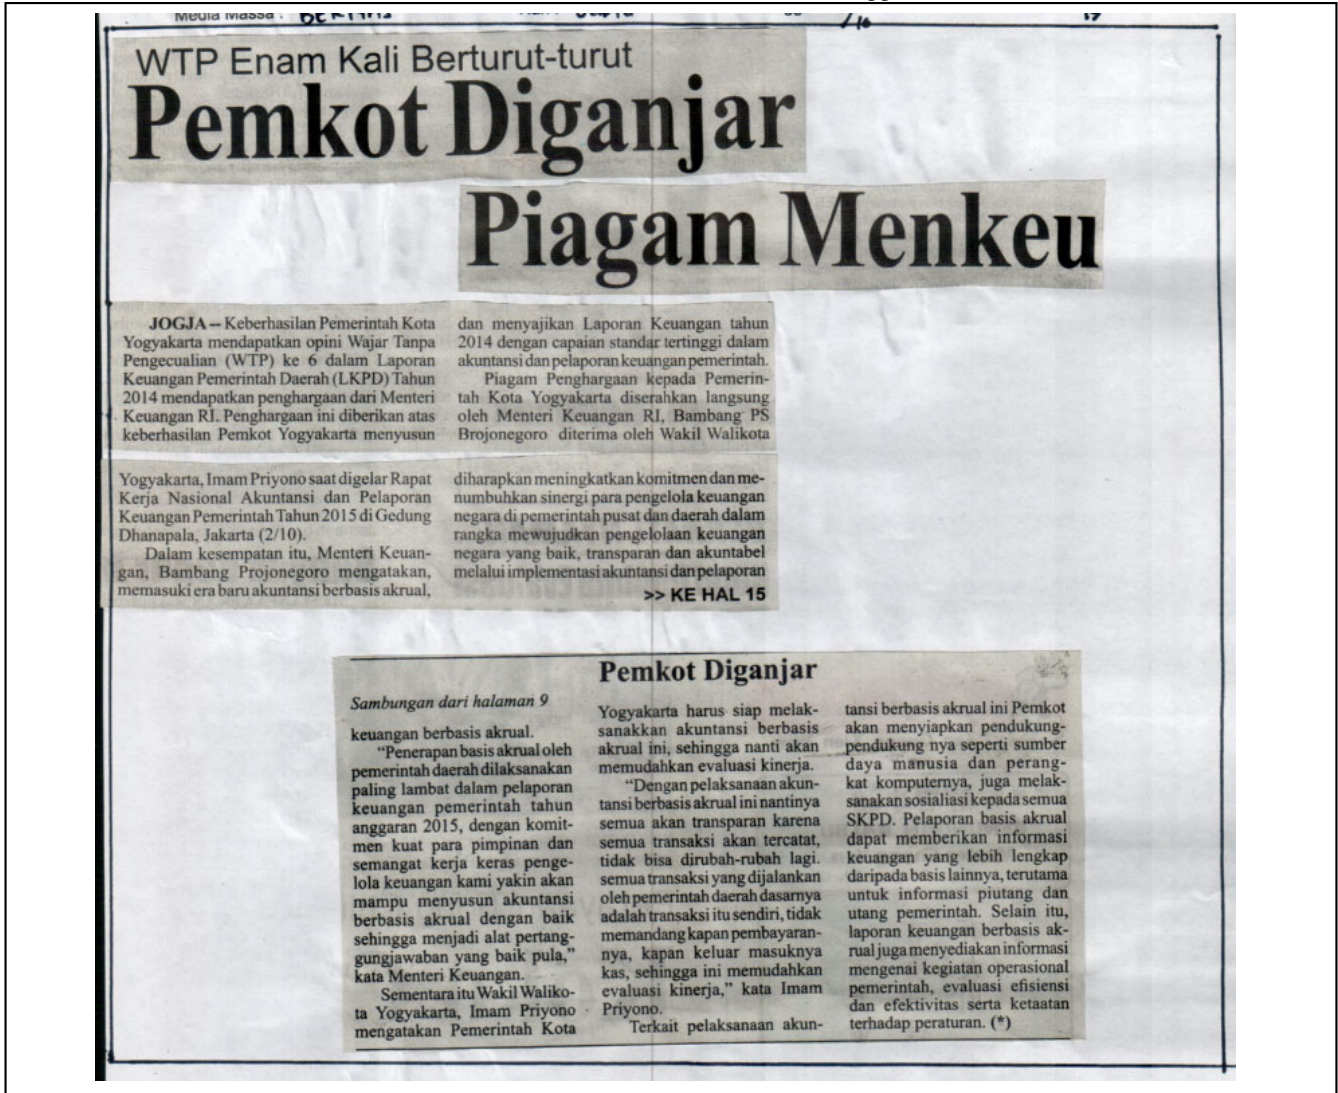 Media Massa :
WTP Enam Kali Berturut-turut
Pemkot Diganjar
Piagam Menkeu
JOGJA – Keberhasilan Pemerintah Kota
Yogyakarta mendapatkan opini Wajar Tanpa
Pengecualian (WTP) ke 6 dalam Laporan
Keuangan Pemerintah Daerah (LKPD) Tahun
2014 mendapatkan penghargaan dari Menteri
Keuangan RI. Penghargaan ini diberikan atas
keberhasilan Pemkot Yogyakarta menyusun
dan menyajikan Laporan Keuangan tahun
2014 dengan capaian standar tertinggi dalam
akuntansi dan pelaporan keuangan pemerintah.
Piagam Penghargaan kepada Pemerin-
tah Kota Yogyakarta diserahkan langsung
oleh Menteri Keuangan RI, Bambang PS
Brojonegoro diterima oleh Wakil Walikota
Yogyakarta, Imam Priyono saat digelar Rapat
Kerja Nasional Akuntansi dan Pelaporan
Keuangan Pemerintah Tahun 2015 di Gedung
Dhanapala, Jakarta (2/10).
Dalam kesempatan itu, Menteri Keuan-
gan, Bambang Projonegoro mengatakan,
memasuki era baru akuntansi berbasis akrual,
diharapkan meningkatkan komitmen dan me-
numbuhkan sinergi para pengelola keuangan
negara di pemerintah pusat dan daerah dalam
rangka mewujudkan pengelolaan keuangan
negara yang baik, transparan dan akuntabel
melalui implementasi akuntansi dan pelaporan
>> KE HAL 15
Pemkot Diganjar
Sambungan dari halaman 9
keuangan berbasis akrual.
“Penerapan basis akrual oleh
pemerintah daerah dilaksanakan
paling lambat dalam pelaporan
keuangan pemerintah tahun
anggaran 2015, dengan komit-
men kuat para pimpinan dan
semangat kerja keras penge-
lola keuangan kami yakin akan
mampu menyusun akuntansi
berbasis akrual dengan baik
sehingga menjadi alat pertang-
gungjawaban yang baik pula,”
kata Menteri Keuangan.
Sementara itu Wakil Waliko-
ta Yogyakarta, Imam Priyono
mengatakan Pemerintah Kota
Yogyakarta harus siap melak-
sanakkan akuntansi berbasis
akrual ini, sehingga nanti akan
memudahkan evaluasi kinerja.
“Dengan pelaksanaan akun-
tansi berbasis akrual ini nantinya
semua akan transparan karena
semua transaksi akan tercatat,
tidak bisa dirubah-rubah lagi.
semua transaksi yang dijalankan
oleh pemerintah daerah dasarnya
adalah transaksi itu sendiri, tidak
memandang kapan pembayaran-
nya, kapan keluar masuknya
kas, sehingga ini memudahkan
evaluasi kinerja,” kata Imam
Priyono.
Terkait pelaksanaan akun-
tansi berbasis akrual ini Pemkot
akan menyiapkan pendukung-
pendukung nya seperti sumber
daya manusia dan perang-
kat komputernya, juga melak-
sanakan sosialiasi kepada semua
SKPD. Pelaporan basis akrual
dapat memberikan informasi
keuangan yang lebih lengkap
daripada basis lainnya, terutama
untuk informasi piutang dan
utang pemerintah. Selain itu,
laporan keuangan berbasis ak-
rual juga menyediakan informasi
mengenai kegiatan operasional
pemerintah, evaluasi efisiensi
dan efektivitas serta ketaatan
terhadap peraturan. (*)